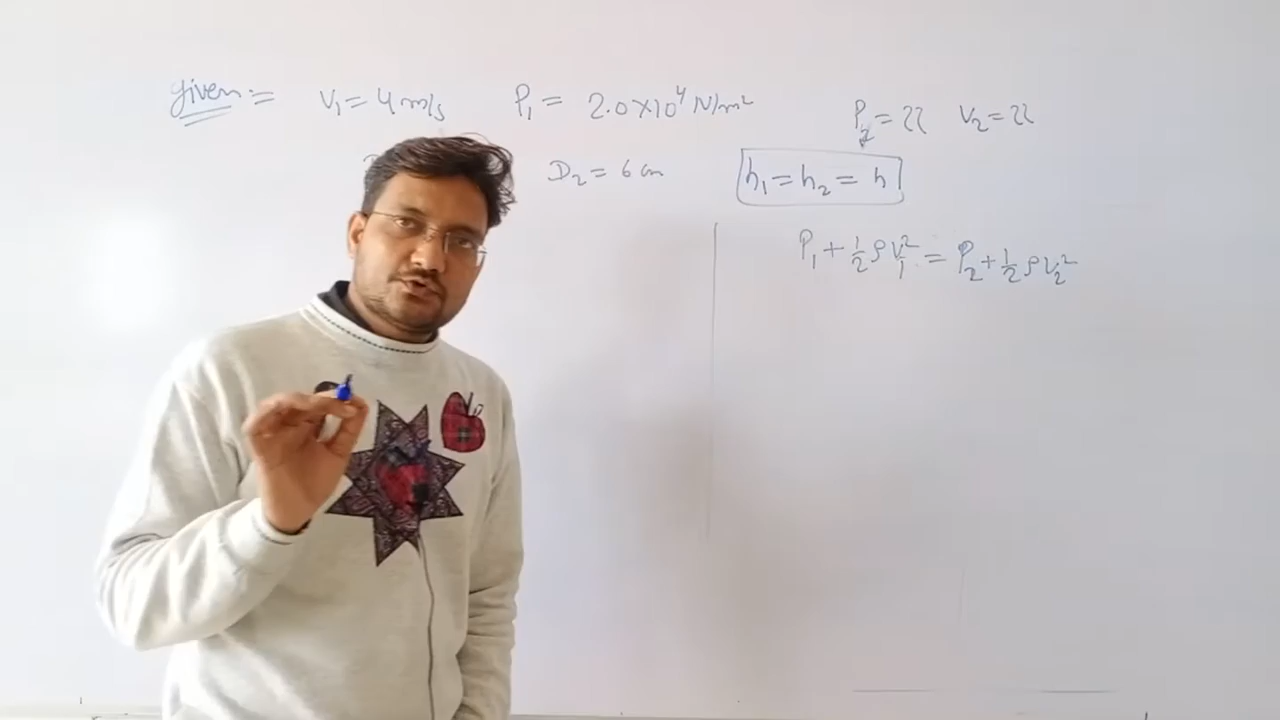 given:= V₁ = 4 m/s P₁ = 2.0×10⁴ N/m² P₂ = ?? V₂ = ??
D₂ = 6 cm h₁ = h₂ = h
P₁ + ½ ρ V₁² = P₂ + ½ ρ V₂²